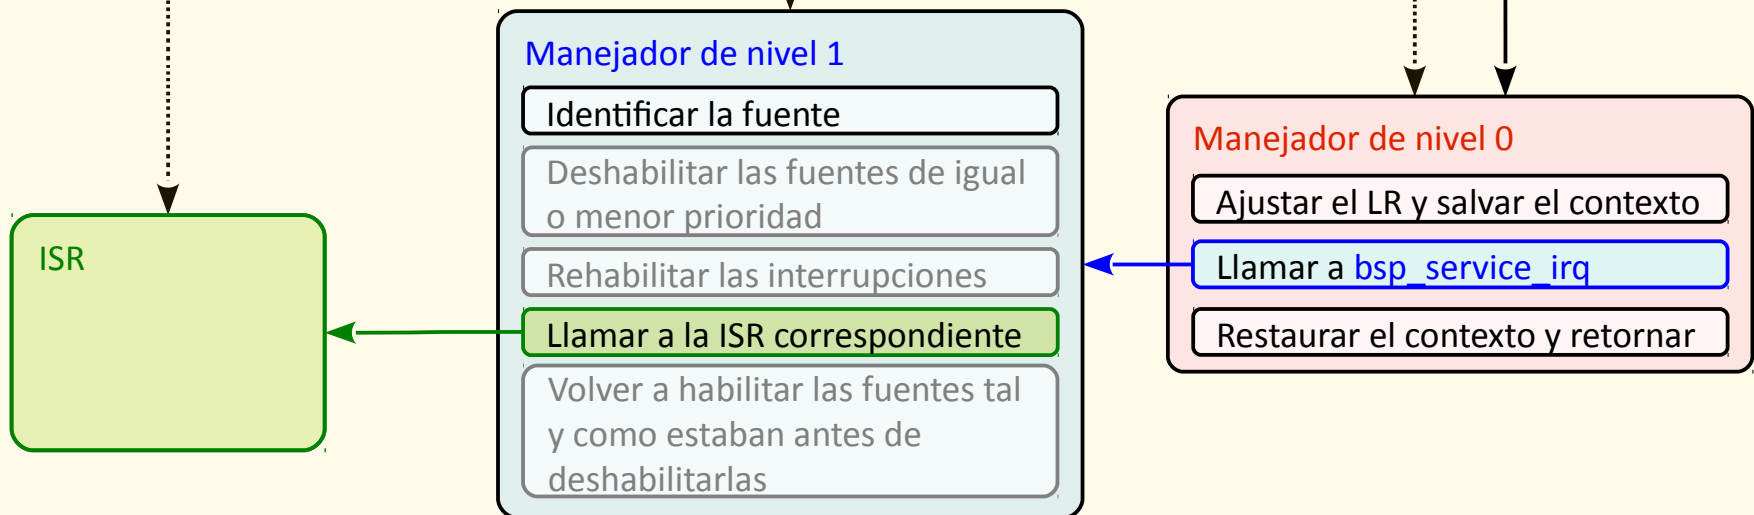 Manejador de nivel 1
Identificar la fuente
Deshabilitar las fuentes de igual
o menor prioridad
Rehabilitar las interrupciones
Llamar a la ISR correspondiente
Volver a habilitar las fuentes tal
y como estaban antes de
deshabilitarlas
Manejador de nivel 0
Ajustar el LR y salvar el contexto
Llamar a bsp_service_irq
Restaurar el contexto y retornar
ISR